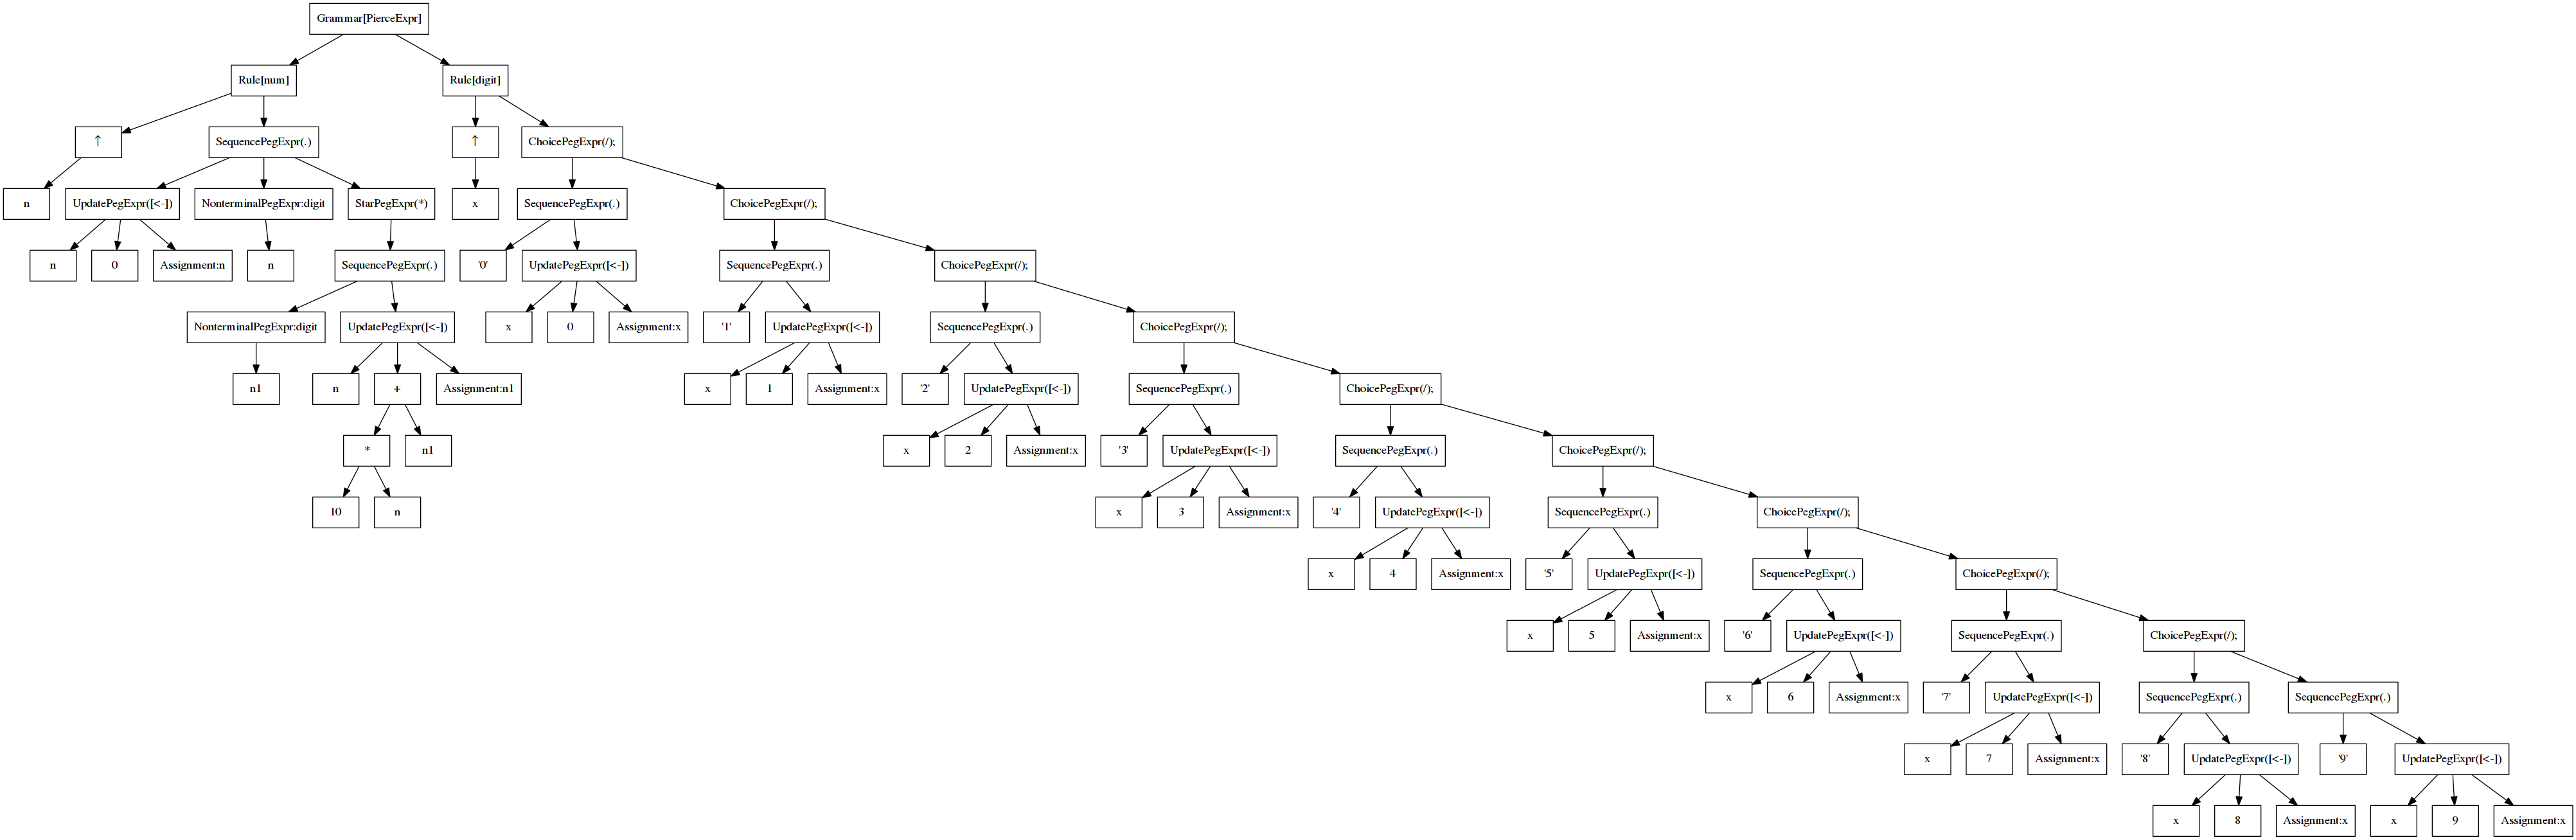 Grammar[PierceExpr]
Rule[num]
Rule[digit]
↑
SequencePegExpr(.)
↑
ChoicePegExpr(/);
n
UpdatePegExpr([<-])
NonterminalPegExpr:digit
StarPegExpr(*)
x
SequencePegExpr(.)
ChoicePegExpr(/);
n
0
Assignment:n
n
SequencePegExpr(.)
'0'
UpdatePegExpr([<-])
SequencePegExpr(.)
ChoicePegExpr(/);
NonterminalPegExpr:digit
UpdatePegExpr([<-])
x
0
Assignment:x
'1'
UpdatePegExpr([<-])
SequencePegExpr(.)
ChoicePegExpr(/);
n1
n
+
Assignment:n1
x
1
Assignment:x
'2'
UpdatePegExpr([<-])
SequencePegExpr(.)
ChoicePegExpr(/);
*
n1
x
2
Assignment:x
'3'
UpdatePegExpr([<-])
SequencePegExpr(.)
ChoicePegExpr(/);
10
n
x
3
Assignment:x
'4'
UpdatePegExpr([<-])
SequencePegExpr(.)
ChoicePegExpr(/);
x
4
Assignment:x
'5'
UpdatePegExpr([<-])
SequencePegExpr(.)
ChoicePegExpr(/);
x
5
Assignment:x
'6'
UpdatePegExpr([<-])
SequencePegExpr(.)
ChoicePegExpr(/);
x
6
Assignment:x
'7'
UpdatePegExpr([<-])
SequencePegExpr(.)
SequencePegExpr(.)
x
7
Assignment:x
'8'
UpdatePegExpr([<-])
'9'
UpdatePegExpr([<-])
x
8
Assignment:x
x
9
Assignment:x